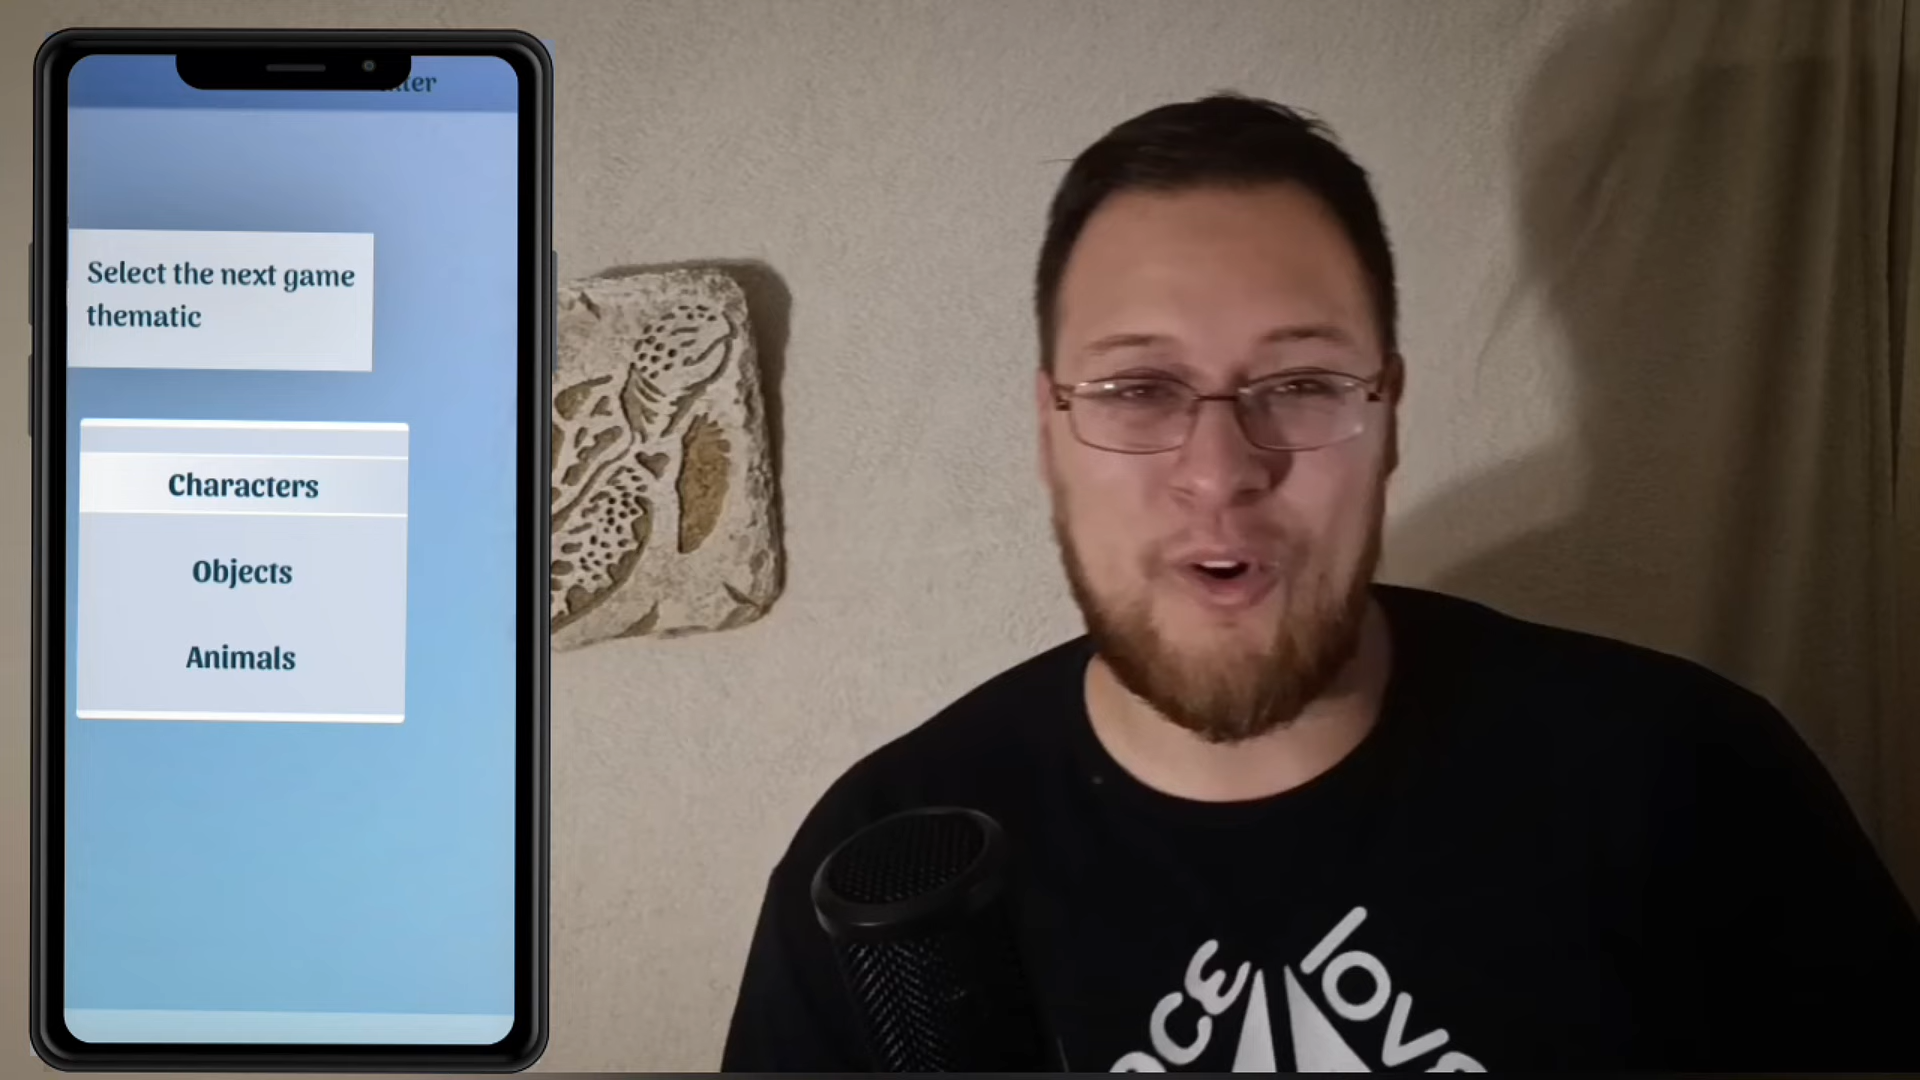 Select the next game
thematic
Characters
Objects
Animals